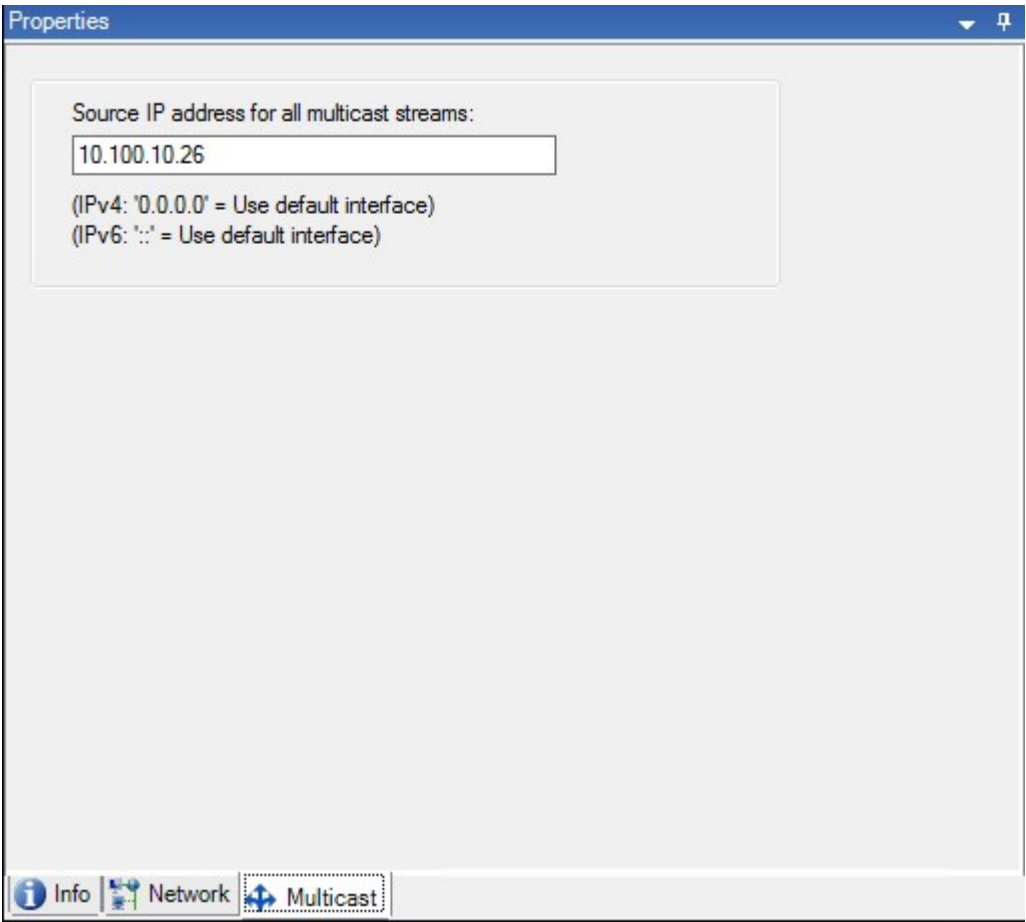 Properties
Source IP address for all multicast streams:
10.100.10.26
(IPv4: '0.0.0.0' = Use default interface)
(IPv6: '::' = Use default interface)
Info Network Multicast